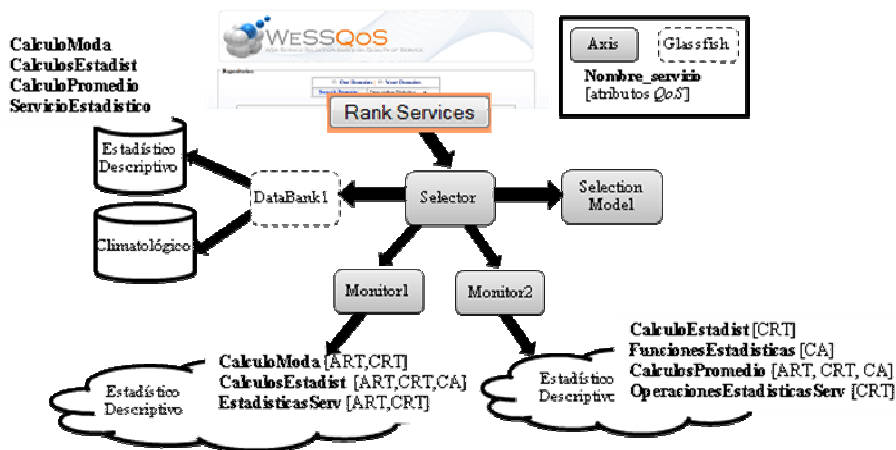 CalculoModa
CalculosEstadist
CalculoPromedio
ServicioEstadistico
WESSQOS
Rank Services
Axis
Glassfish
Nombre_servicio
[atributos QoS]
Estadístico
Descriptivo
Climatológico
DataBank1
Selector
Selection
Model
Monitor1
Monitor2
Estadístico
Descriptivo
CalculoModa [ART,CRT]
CalculosEstadist [ART,CRT,CA]
EstadisticasServ [ART,CRT]
Estadístico
Descriptivo
CalculoEstadist [CRT]
FuncionesEstadisticas [CA]
CalculosPromedio [ART, CRT, CA]
OperacionesEstadisticasServ [CRT]